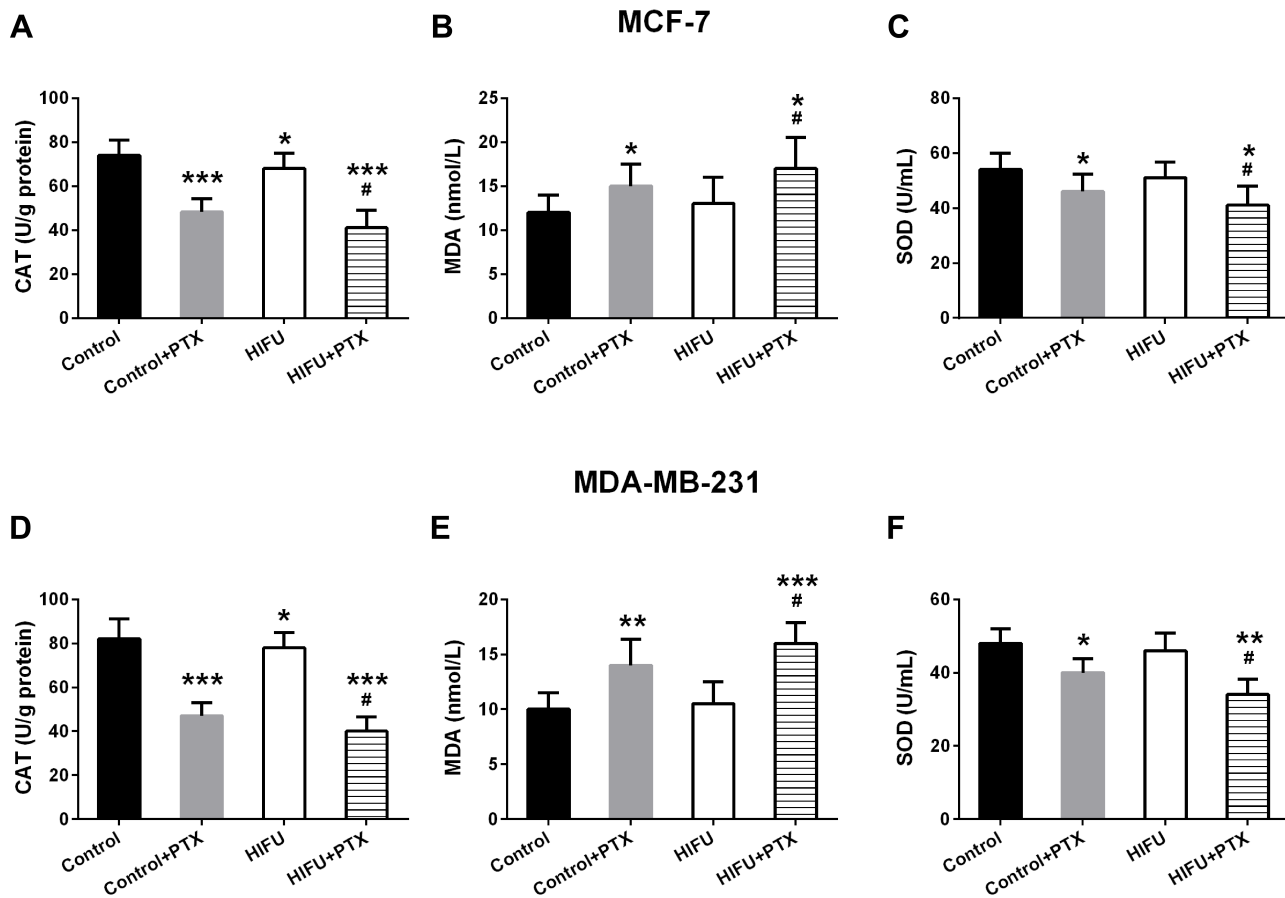 MCF-7
A
CAT (U/g protein)
100
80
60
40
20
0
***
*
***
#
Control
Control+PTX
HIFU
HIFU+PTX
B
MDA (nmol/L)
25
20
15
10
5
0
*
*
#
Control
Control+PTX
HIFU
HIFU+PTX
C
SOD (U/mL)
80
60
40
20
0
*
*
#
Control
Control+PTX
HIFU
HIFU+PTX
MDA-MB-231
D
CAT (U/g protein)
100
80
60
40
20
0
***
*
***
#
Control
Control+PTX
HIFU
HIFU+PTX
E
MDA (nmol/L)
20
15
10
5
0
**
***
#
Control
Control+PTX
HIFU
HIFU+PTX
F
SOD (U/mL)
60
40
20
0
*
**
#
Control
Control+PTX
HIFU
HIFU+PTX